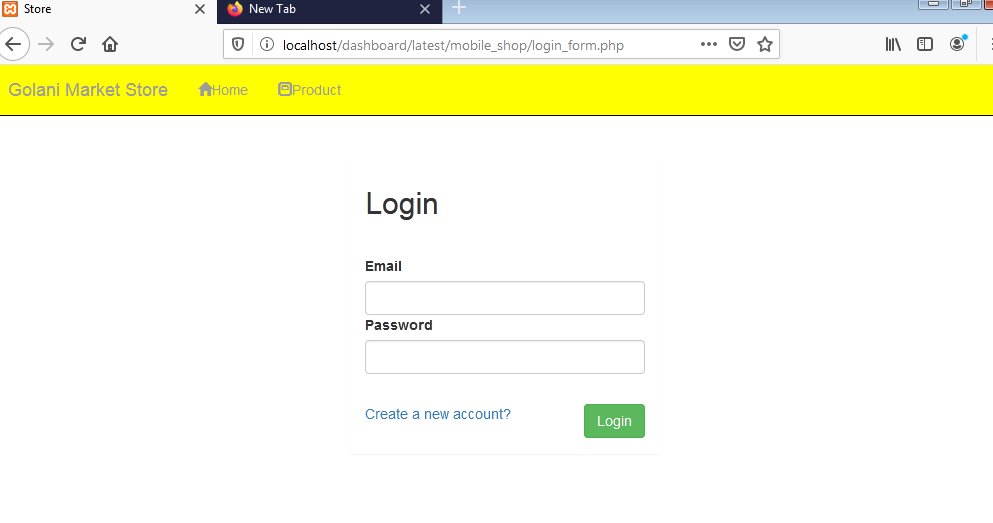 Store
New Tab
localhost/dashboard/latest/mobile_shop/login_form.php
Golani Market Store
Home
Product
Login
Email
Password
Create a new account?
Login